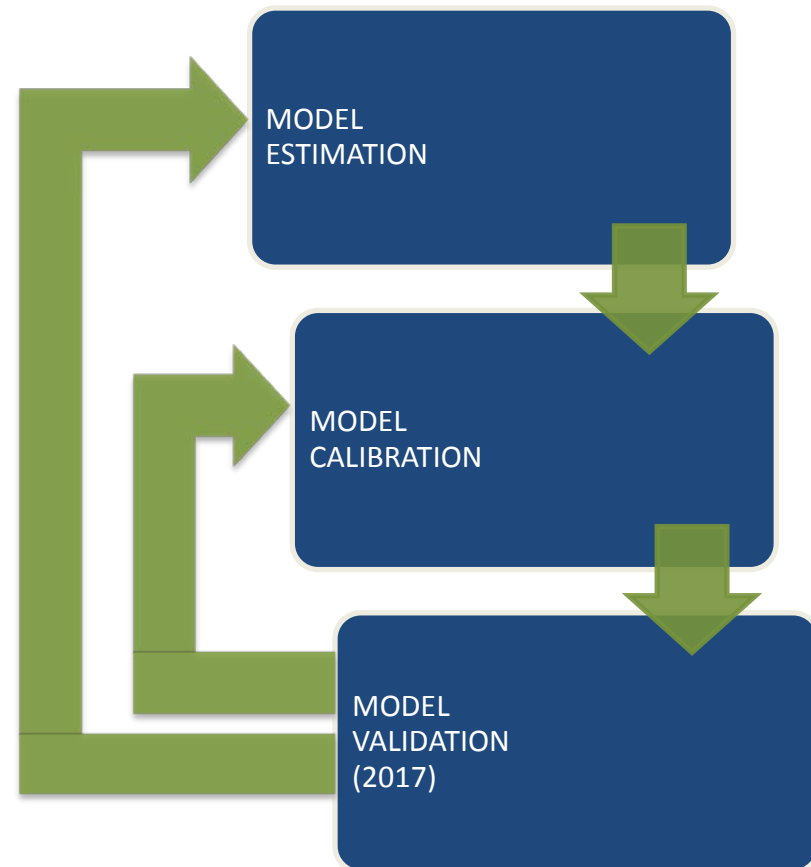 MODEL
ESTIMATION
MODEL
CALIBRATION
MODEL
VALIDATION
(2017)